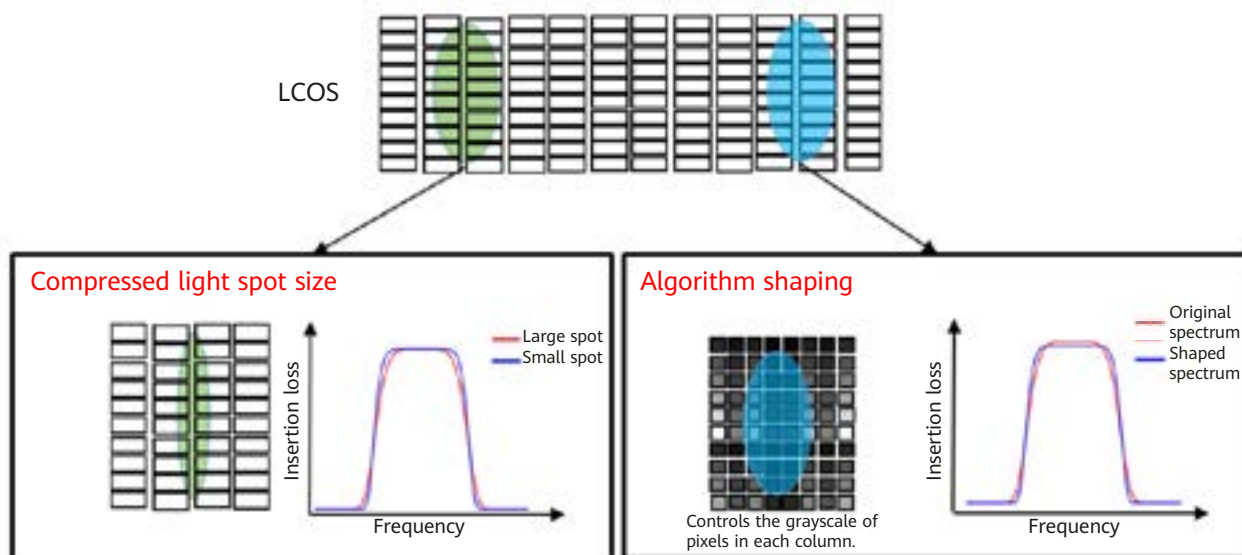 LCOS
Compressed light spot size
Large spot
Small spot
Insertion loss
Frequency
Algorithm shaping
Original
spectrum
Shaped
spectrum
Insertion loss
Frequency
Controls the grayscale of
pixels in each column.